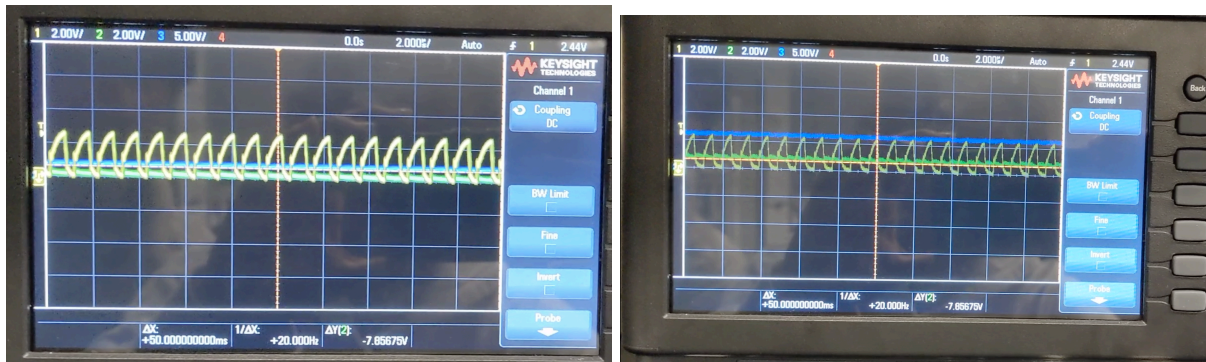 1 2.00V/ 2 2.00V/ 3 5.00V/ 4 0.0s 2.000s/ Auto 1 2.44V
KEYSIGHT
TECHNOLOGIES
Channel 1
Coupling
DC
BW Limit
Fine
Invert
Probe
ΔX: 1/ΔX: ΔY(2):
+50.000000000ms +20.000Hz -7.85675V
1 2.00V/ 2 2.00V/ 3 5.00V/ 4 0.0s 2.000s/ Auto 1 2.44V
KEYSIGHT
TECHNOLOGIES
Channel 1
Coupling
DC
BW Limit
Fine
Invert
Probe
ΔX: 1/ΔX: ΔY(2):
+50.000000000ms +20.000Hz -7.85675V
Back